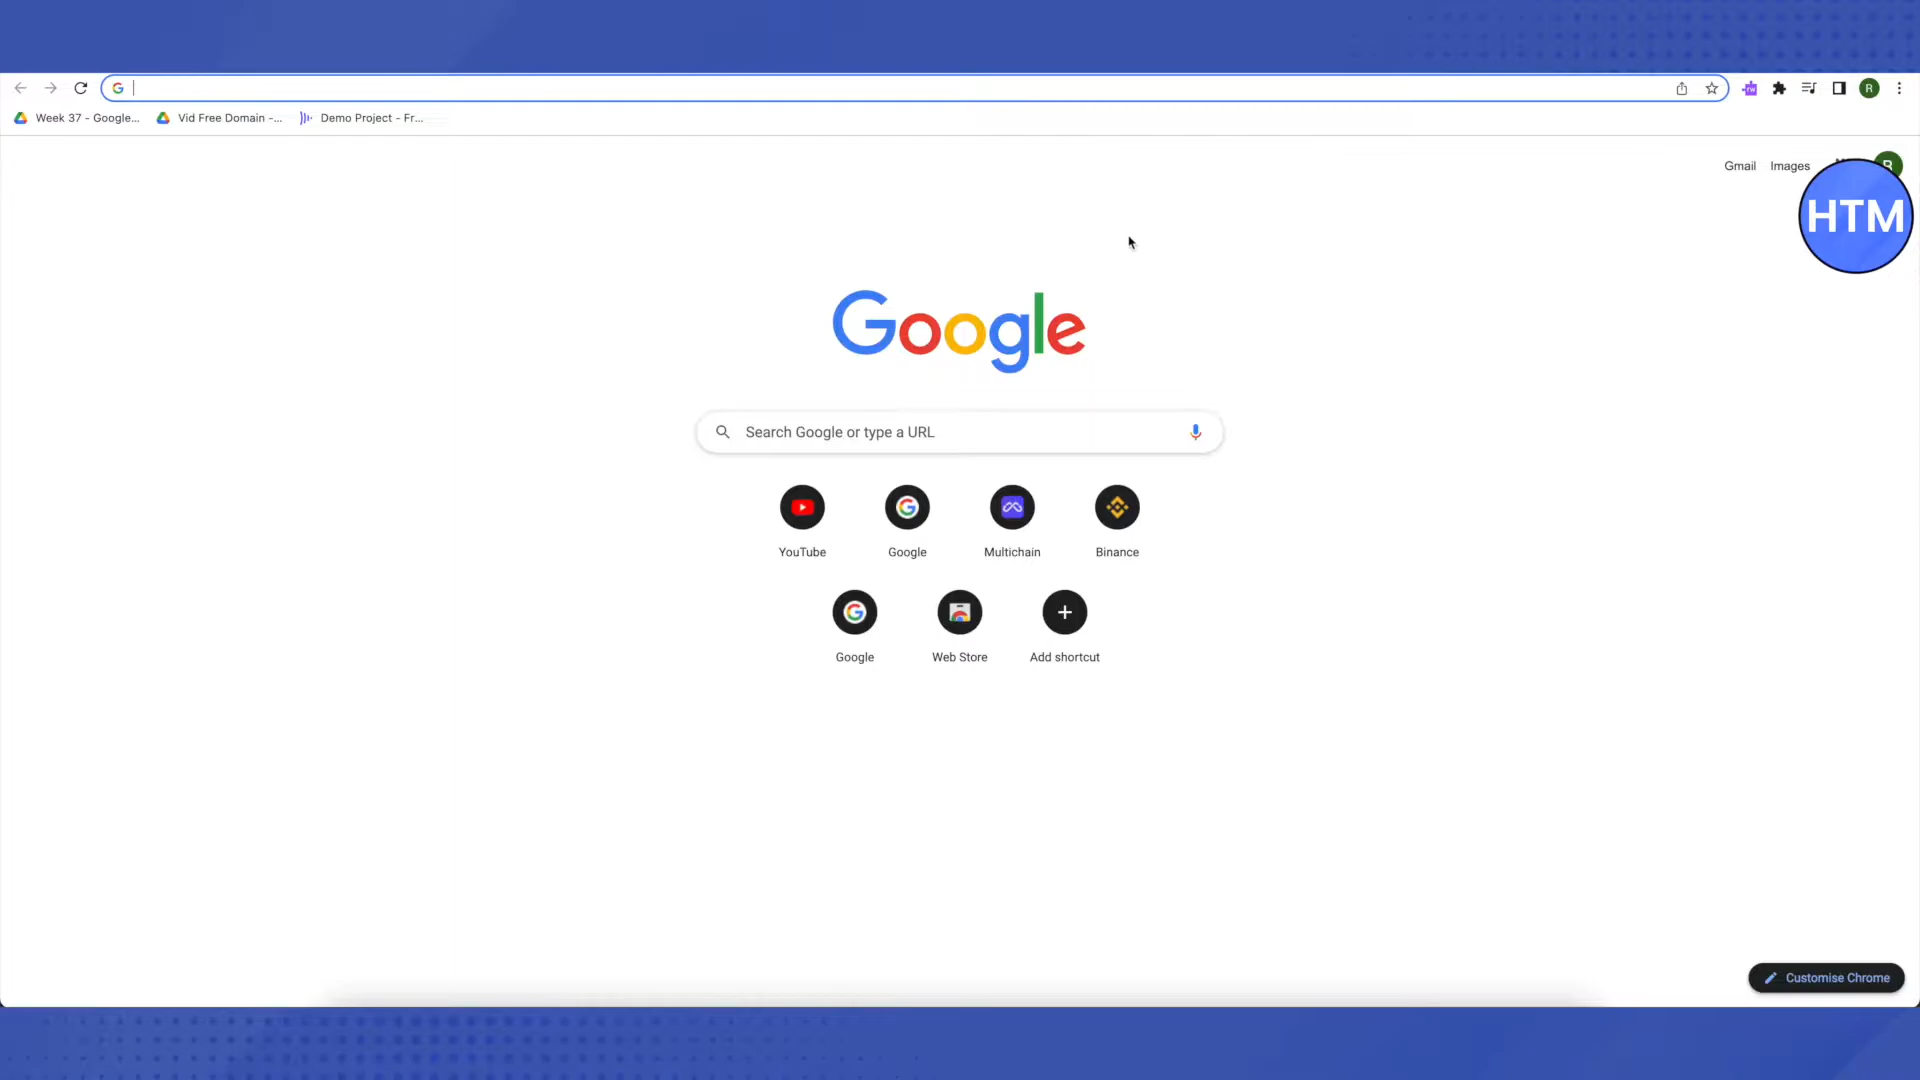 Week 37 - Google...
Vid Free Domain -...
Demo Project - Fr...
R
Gmail
Images
HTM
Google
Search Google or type a URL
YouTube
Google
Multichain
Binance
Google
Web Store
Add shortcut
Customise Chrome